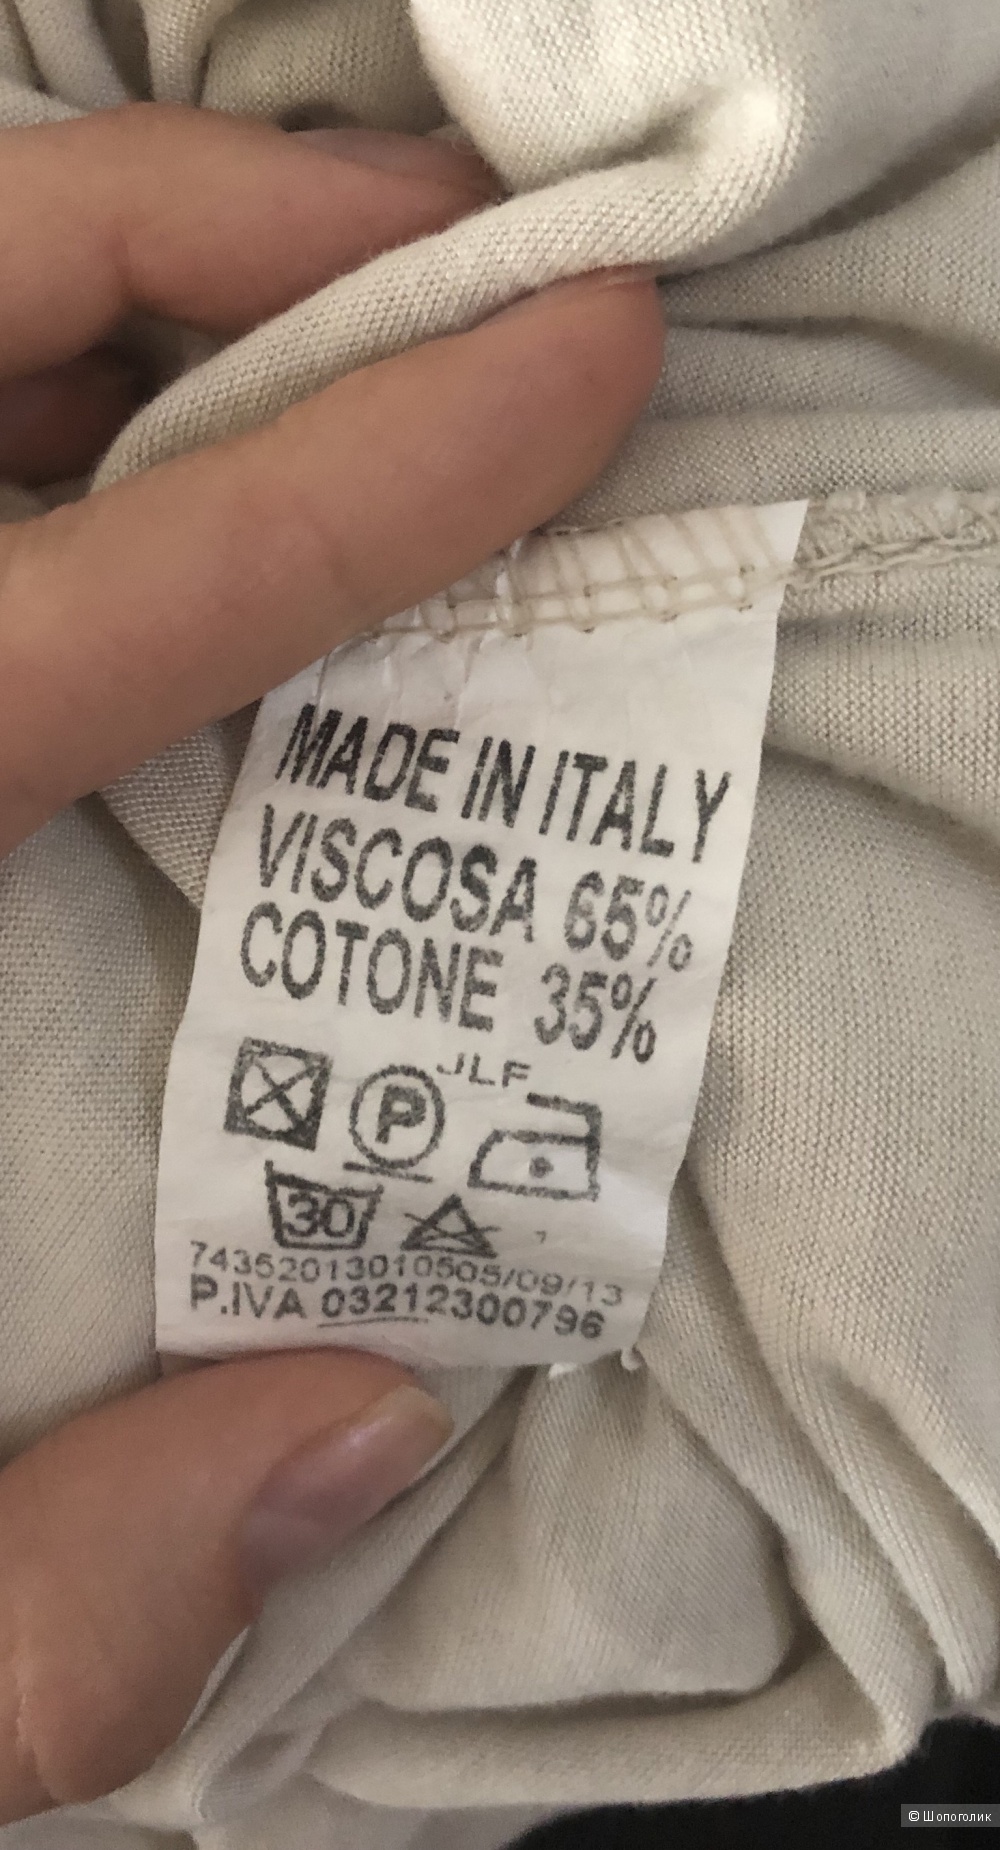 MADE IN ITALY
VISCOSA 65%
COTONE 35%
JLF
P
30
74352013010505/09/13
P.IVA 03212300796
© Шопоголик